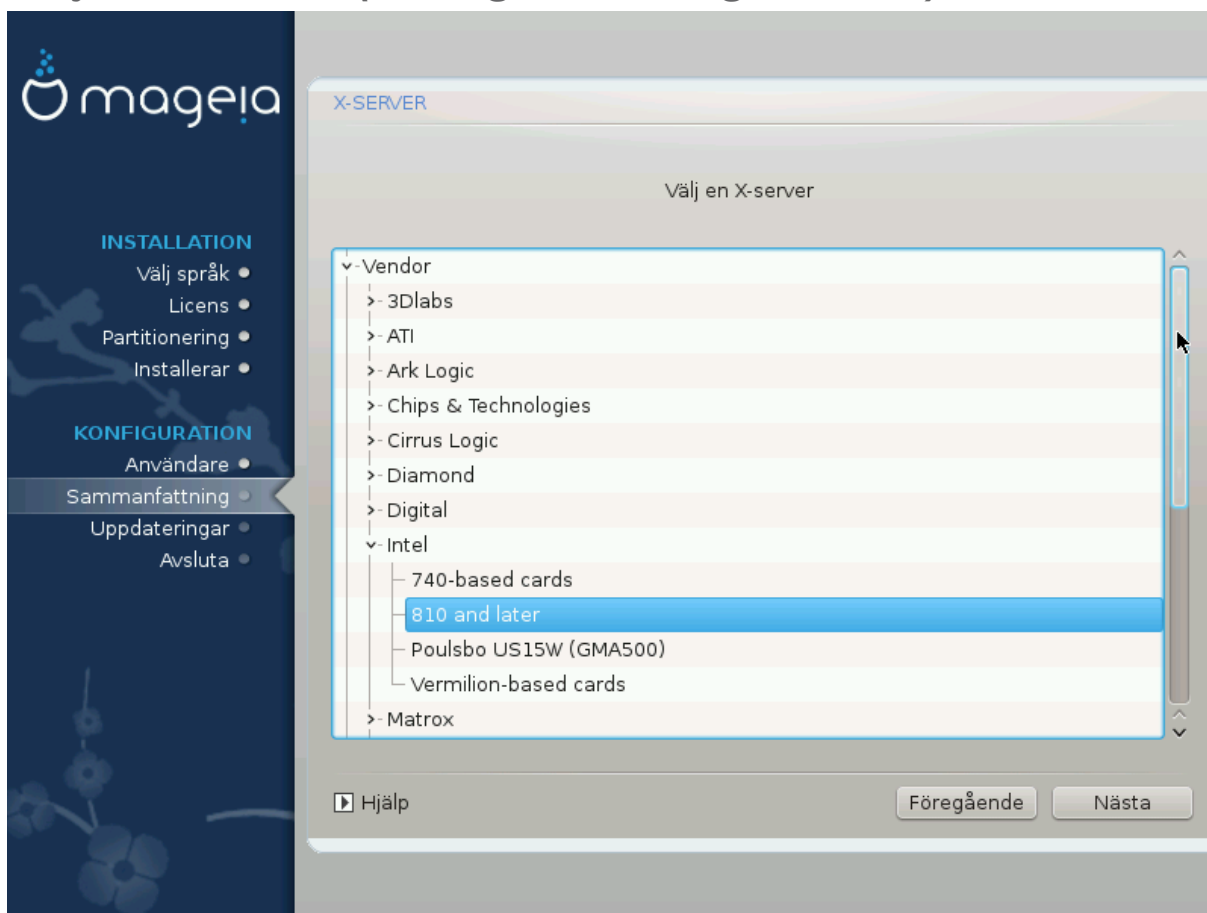 mageia
INSTALLATION
Välj språk
Licens
Partitionering
Installerar
KONFIGURATION
Användare
Sammanfattning
Uppdateringar
Avsluta
X-SERVER
Välj en X-server
Vendor
3Dlabs
ATI
Ark Logic
Chips & Technologies
Cirrus Logic
Diamond
Digital
Intel
740-based cards
810 and later
Poulsbo US15W (GMA500)
Vermilion-based cards
Matrox
Hjälp
Föregående
Nästa